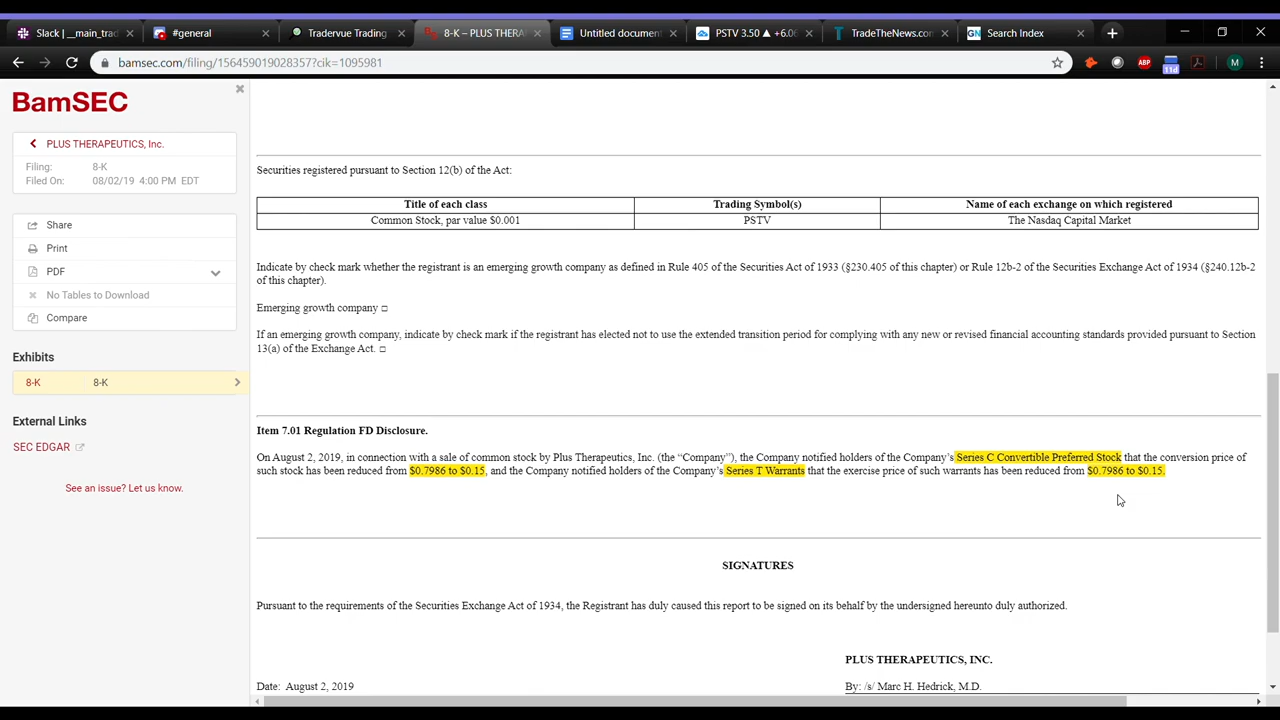 Slack | __main_trad
#general
Tradervue Trading
8-K – PLUS THERA
Untitled document
PSTV 3.50 ▲ +6.06
TradeTheNews.com
GN Search Index
bamsec.com/filing/156459019028357?cik=1095981
ABP
11d
M
BamSEC
PLUS THERAPEUTICS, Inc.
Filing: 8-K
Filed On: 08/02/19 4:00 PM EDT
Share
Print
PDF
No Tables to Download
Compare
Exhibits
8-K 8-K
External Links
SEC EDGAR
See an issue? Let us know.
Securities registered pursuant to Section 12(b) of the Act:
Title of each class Trading Symbol(s) Name of each exchange on which registered
Common Stock, par value $0.001 PSTV The Nasdaq Capital Market
Indicate by check mark whether the registrant is an emerging growth company as defined in Rule 405 of the Securities Act of 1933 (§230.405 of this chapter) or Rule 12b-2 of the Securities Exchange Act of 1934 (§240.12b-2
of this chapter).
Emerging growth company □
If an emerging growth company, indicate by check mark if the registrant has elected not to use the extended transition period for complying with any new or revised financial accounting standards provided pursuant to Section
13(a) of the Exchange Act. □
Item 7.01 Regulation FD Disclosure.
On August 2, 2019, in connection with a sale of common stock by Plus Therapeutics, Inc. (the “Company”), the Company notified holders of the Company’s Series C Convertible Preferred Stock that the conversion price of
such stock has been reduced from $0.7986 to $0.15, and the Company notified holders of the Company’s Series T Warrants that the exercise price of such warrants has been reduced from $0.7986 to $0.15.
SIGNATURES
Pursuant to the requirements of the Securities Exchange Act of 1934, the Registrant has duly caused this report to be signed on its behalf by the undersigned hereunto duly authorized.
PLUS THERAPEUTICS, INC.
Date: August 2, 2019 By: /s/ Marc H. Hedrick, M.D.